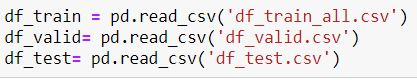 df_train = pd.read_csv('df_train_all.csv')
df_valid= pd.read_csv('df_valid.csv')
df_test= pd.read_csv('df_test.csv')